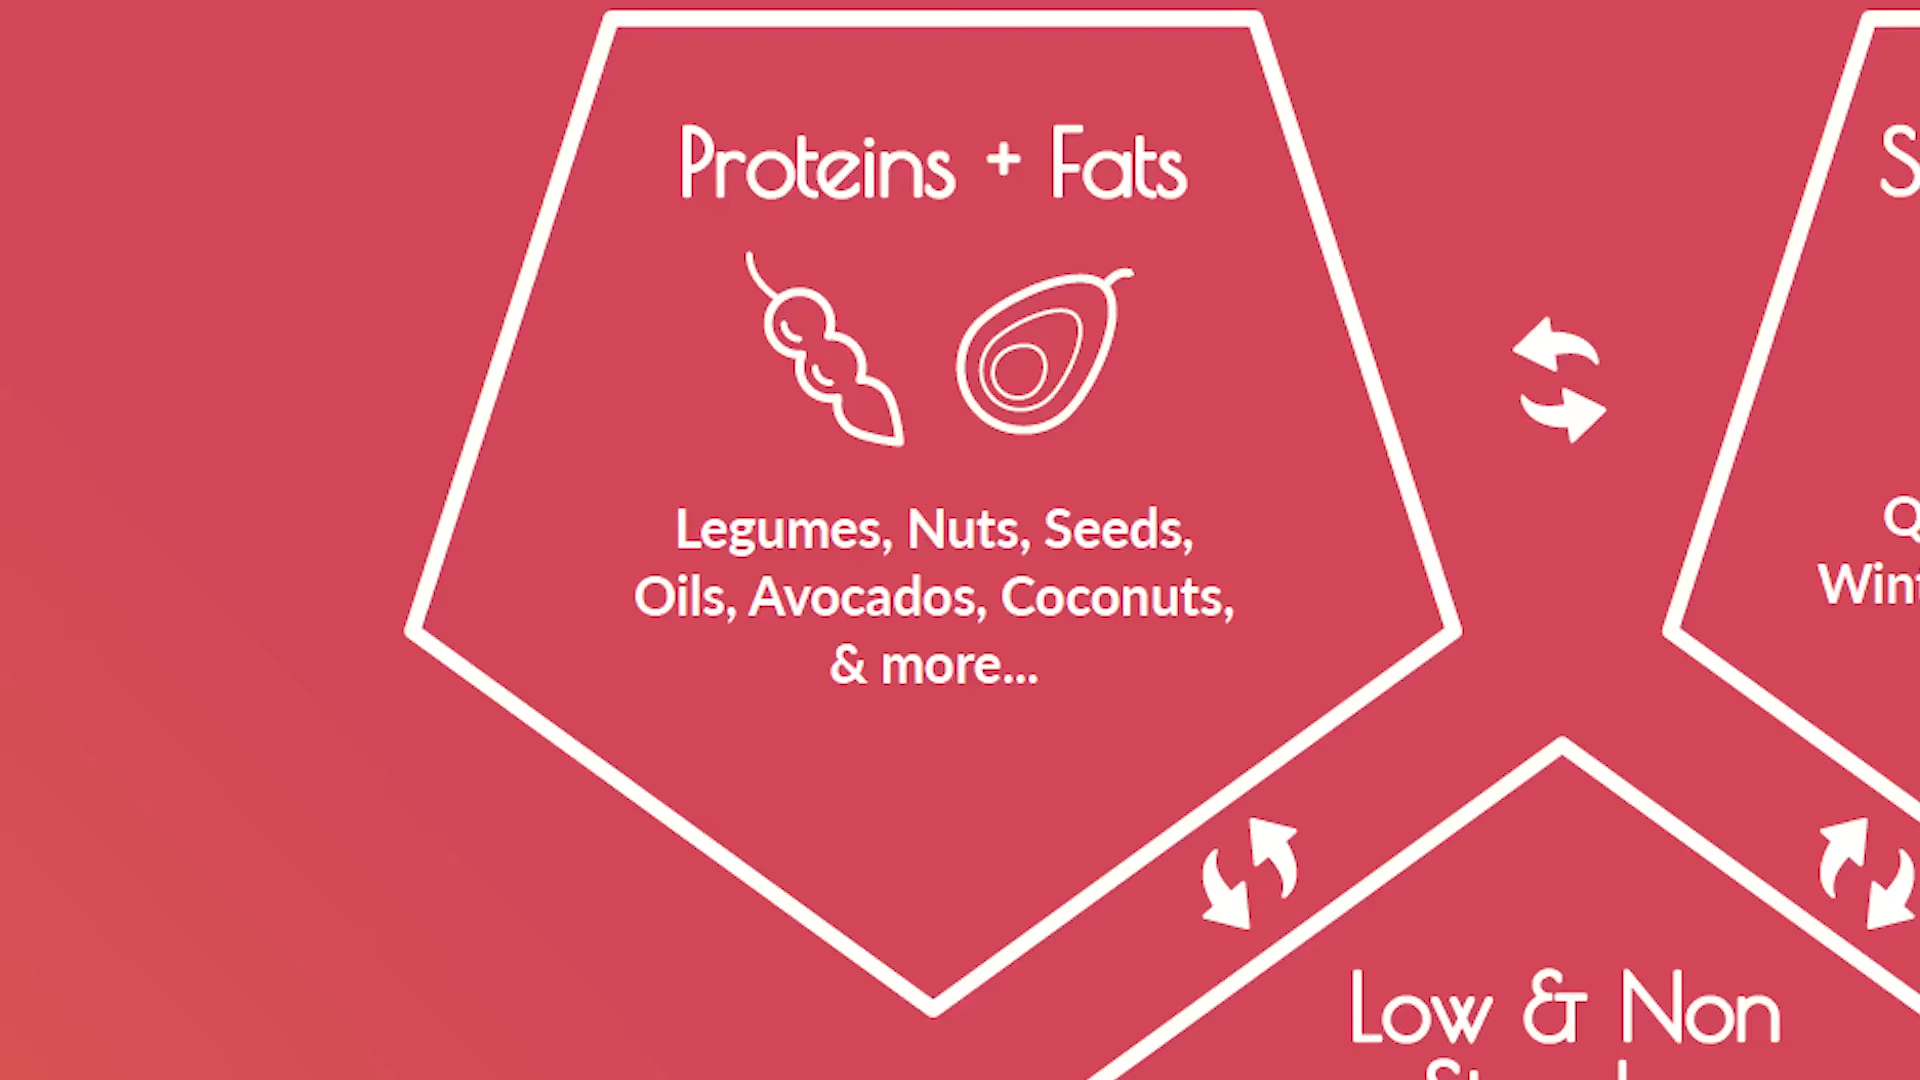 Proteins + Fats
Legumes, Nuts, Seeds,
Oils, Avocados, Coconuts,
& more...
Low & Non